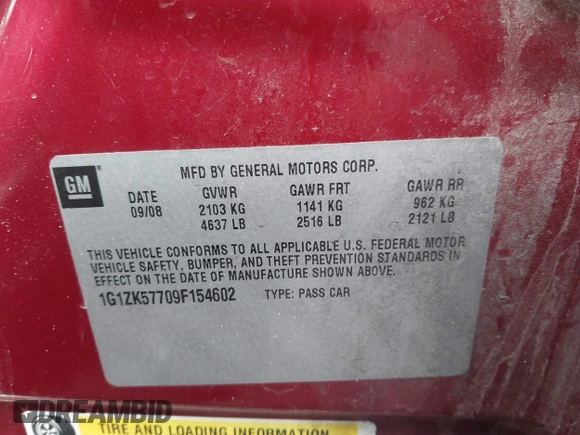 GM
MFD BY GENERAL MOTORS CORP.
DATE GVWR GAWR FRT GAWR RR
09/08 2103 KG 1141 KG 962 KG
4637 LB 2516 LB 2121 LB
THIS VEHICLE CONFORMS TO ALL APPLICABLE U.S. FEDERAL MOTOR
VEHICLE SAFETY, BUMPER, AND THEFT PREVENTION STANDARDS IN
EFFECT ON THE DATE OF MANUFACTURE SHOWN ABOVE.
1G1ZK57709F154602 TYPE: PASS CAR
DREAMBID
TIRE AND LOADING INFORMATION